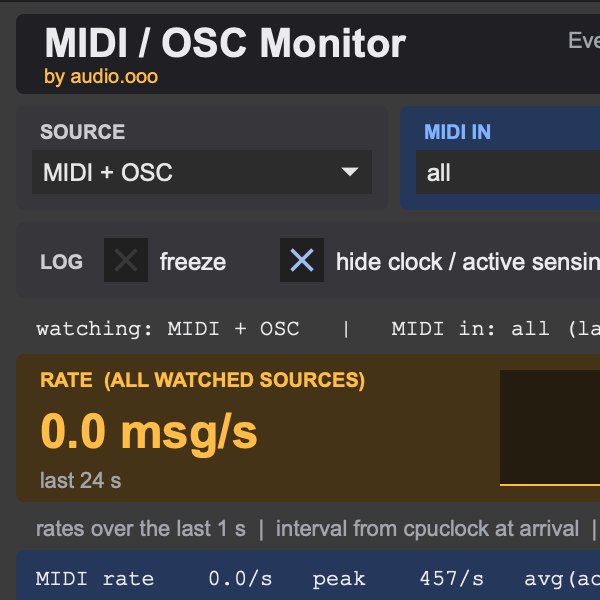 MIDI / OSC Monitor
Eve
by audio.ooo
SOURCE
MIDI IN
MIDI + OSC
all
LOG
freeze
hide clock / active sensin
watching: MIDI + OSC | MIDI in: all (la
RATE (ALL WATCHED SOURCES)
0.0 msg/s
last 24 s
rates over the last 1 s | interval from cpuclock at arrival |
MIDI rate 0.0/s peak 457/s avg(ac